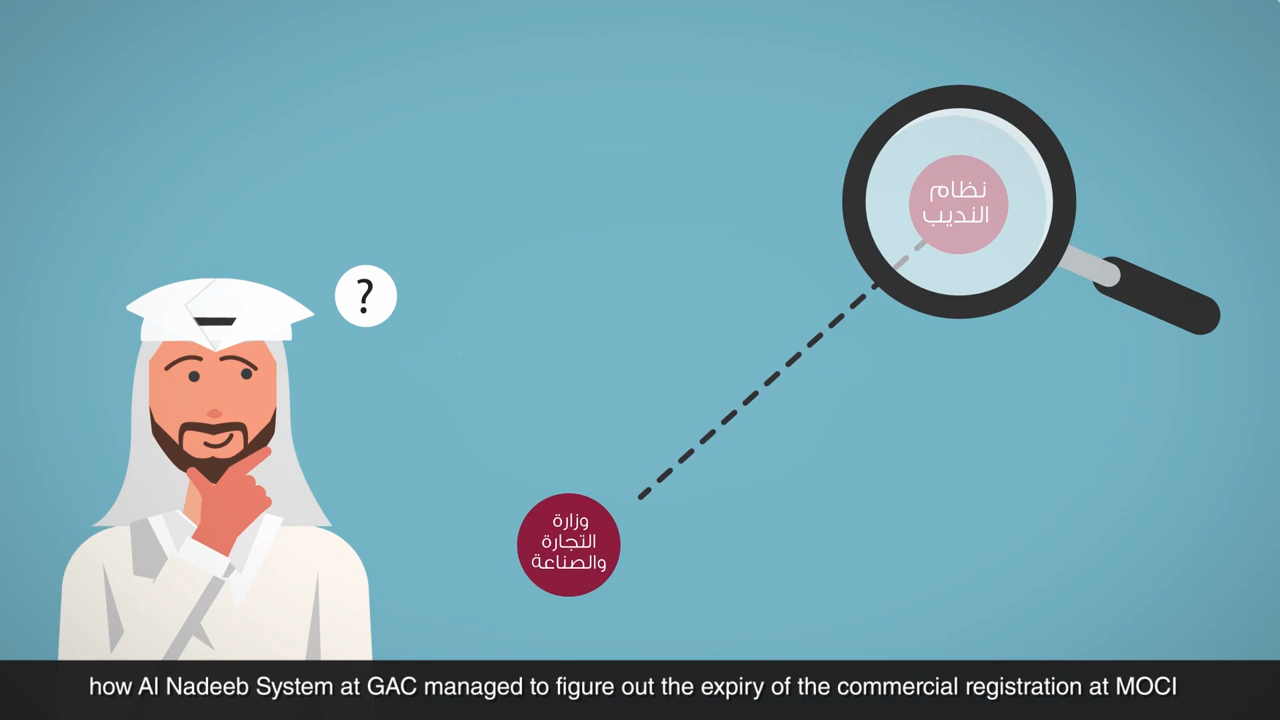 نظام
النديب
?
وزارة
التجارة
والصناعة
how Al Nadeeb System at GAC managed to figure out the expiry of the commercial registration at MOCI